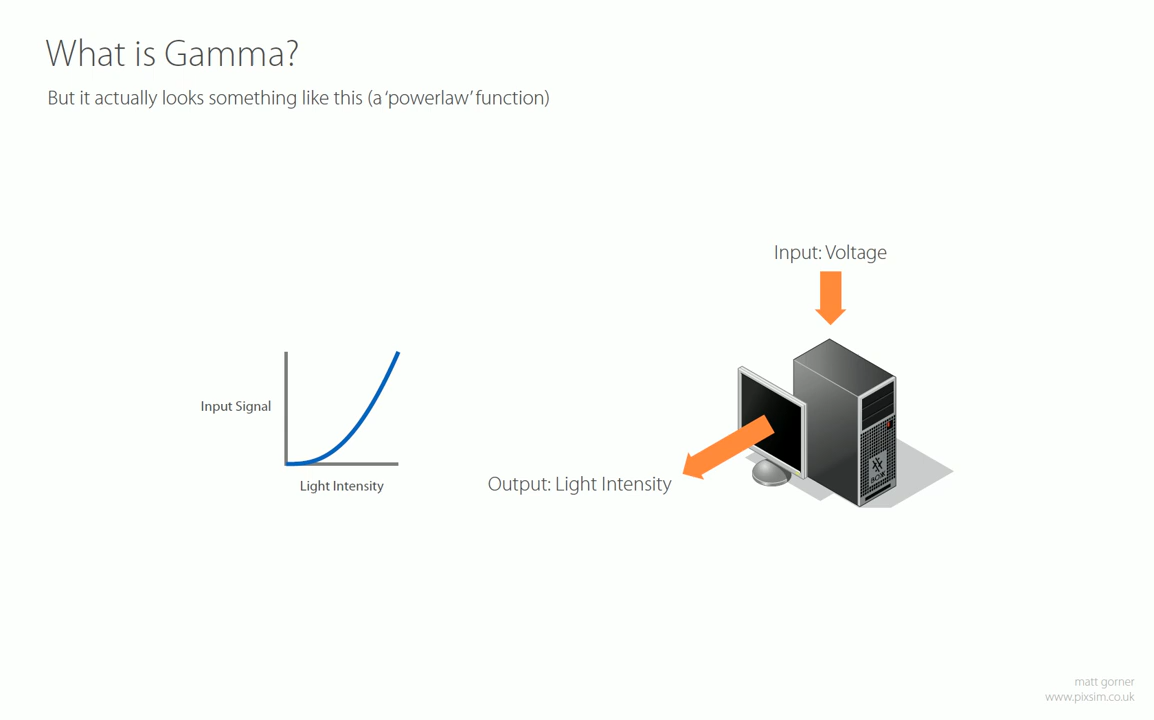 What is Gamma?
But it actually looks something like this (a ‘powerlaw’ function)
Input: Voltage
Input Signal
Light Intensity
Output: Light Intensity
BOXX
matt gorner
www.pixsim.co.uk